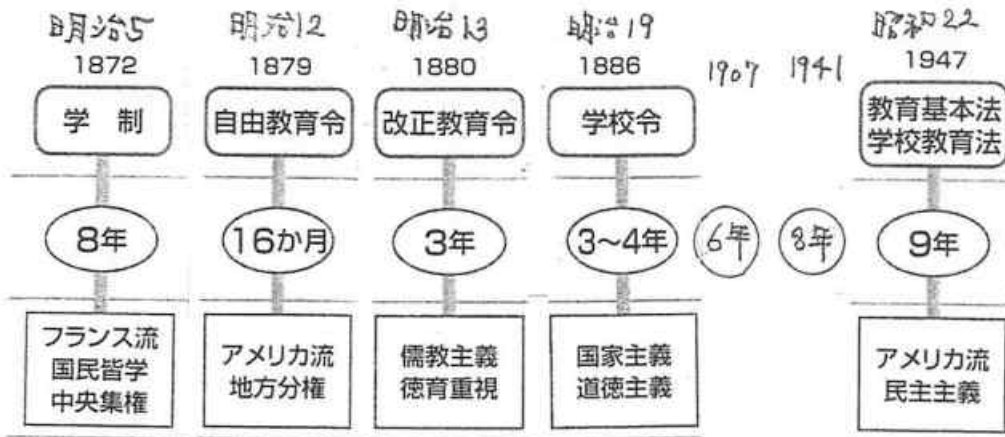 明治5 明治12 明治13 明治19 昭和22
1872 1879 1880 1886 1907 1941 1947
学 制 自由教育令 改正教育令 学校令 教育基本法
学校教育法
8年 16か月 3年 3~4年 6年 8年 9年
フランス流
国民皆学
中央集権
アメリカ流
地方分権
儒教主義
徳育重視
国家主義
道徳主義
アメリカ流
民主主義